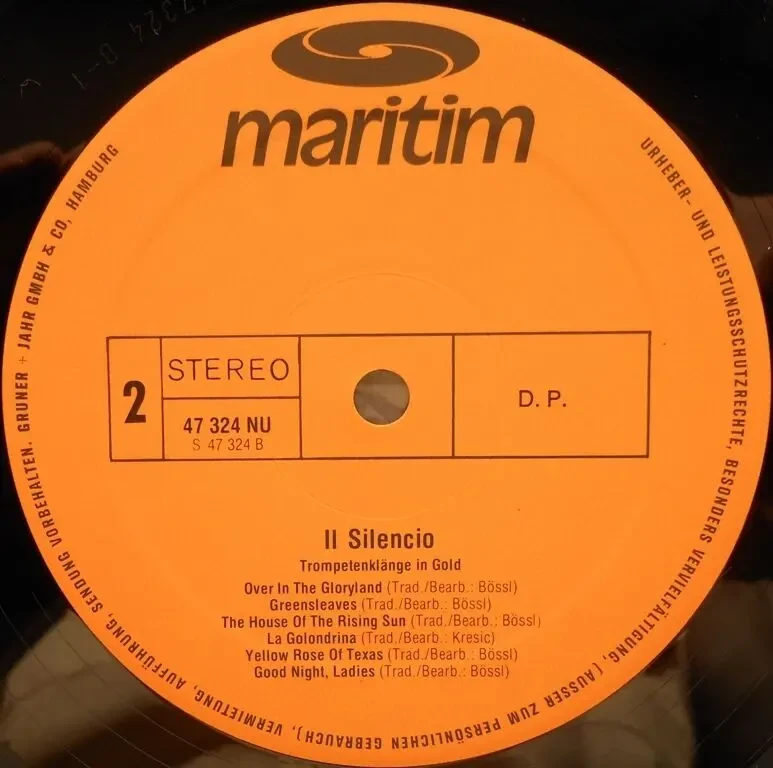 maritim
2
STEREO
47 324 NU
S 47 324 B
D. P.
Il Silencio
Trompetenklänge in Gold
Over In The Gloryland (Trad./Bearb.: Bössl)
Greensleaves (Trad./Bearb.: Bössl)
The House Of The Rising Sun (Trad./Bearb.: Bössl)
La Golondrina (Trad./Bearb.: Kresic)
Yellow Rose Of Texas (Trad./Bearb.: Bössl)
Good Night, Ladies (Trad./Bearb.: Bössl)
URHEBER- UND LEISTUNGSSCHUTZRECHTE, BESONDERS VERVIELFÄLTIGUNG, (AUSSER ZUM PERSÖNLICHEN GEBRAUCH), VERMIETUNG, AUFFÜHRUNG, SENDUNG VORBEHALTEN. GRUNER + JAHR GMBH & CO, HAMBURG